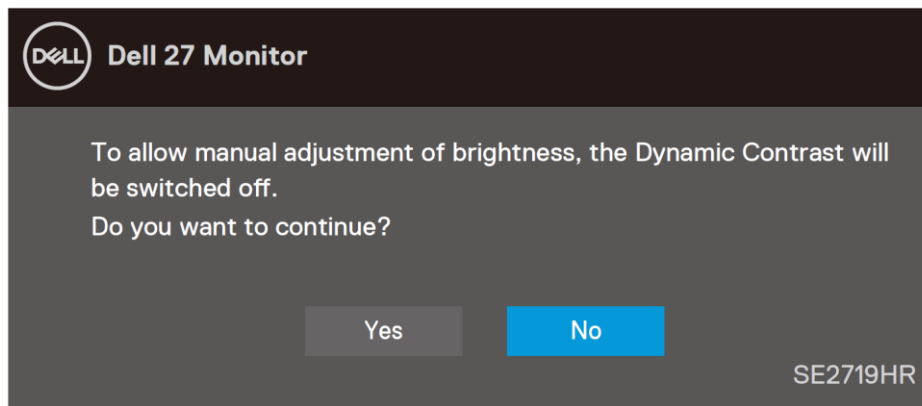 DELL Dell 27 Monitor
To allow manual adjustment of brightness, the Dynamic Contrast will
be switched off.
Do you want to continue?
Yes No
SE2719HR